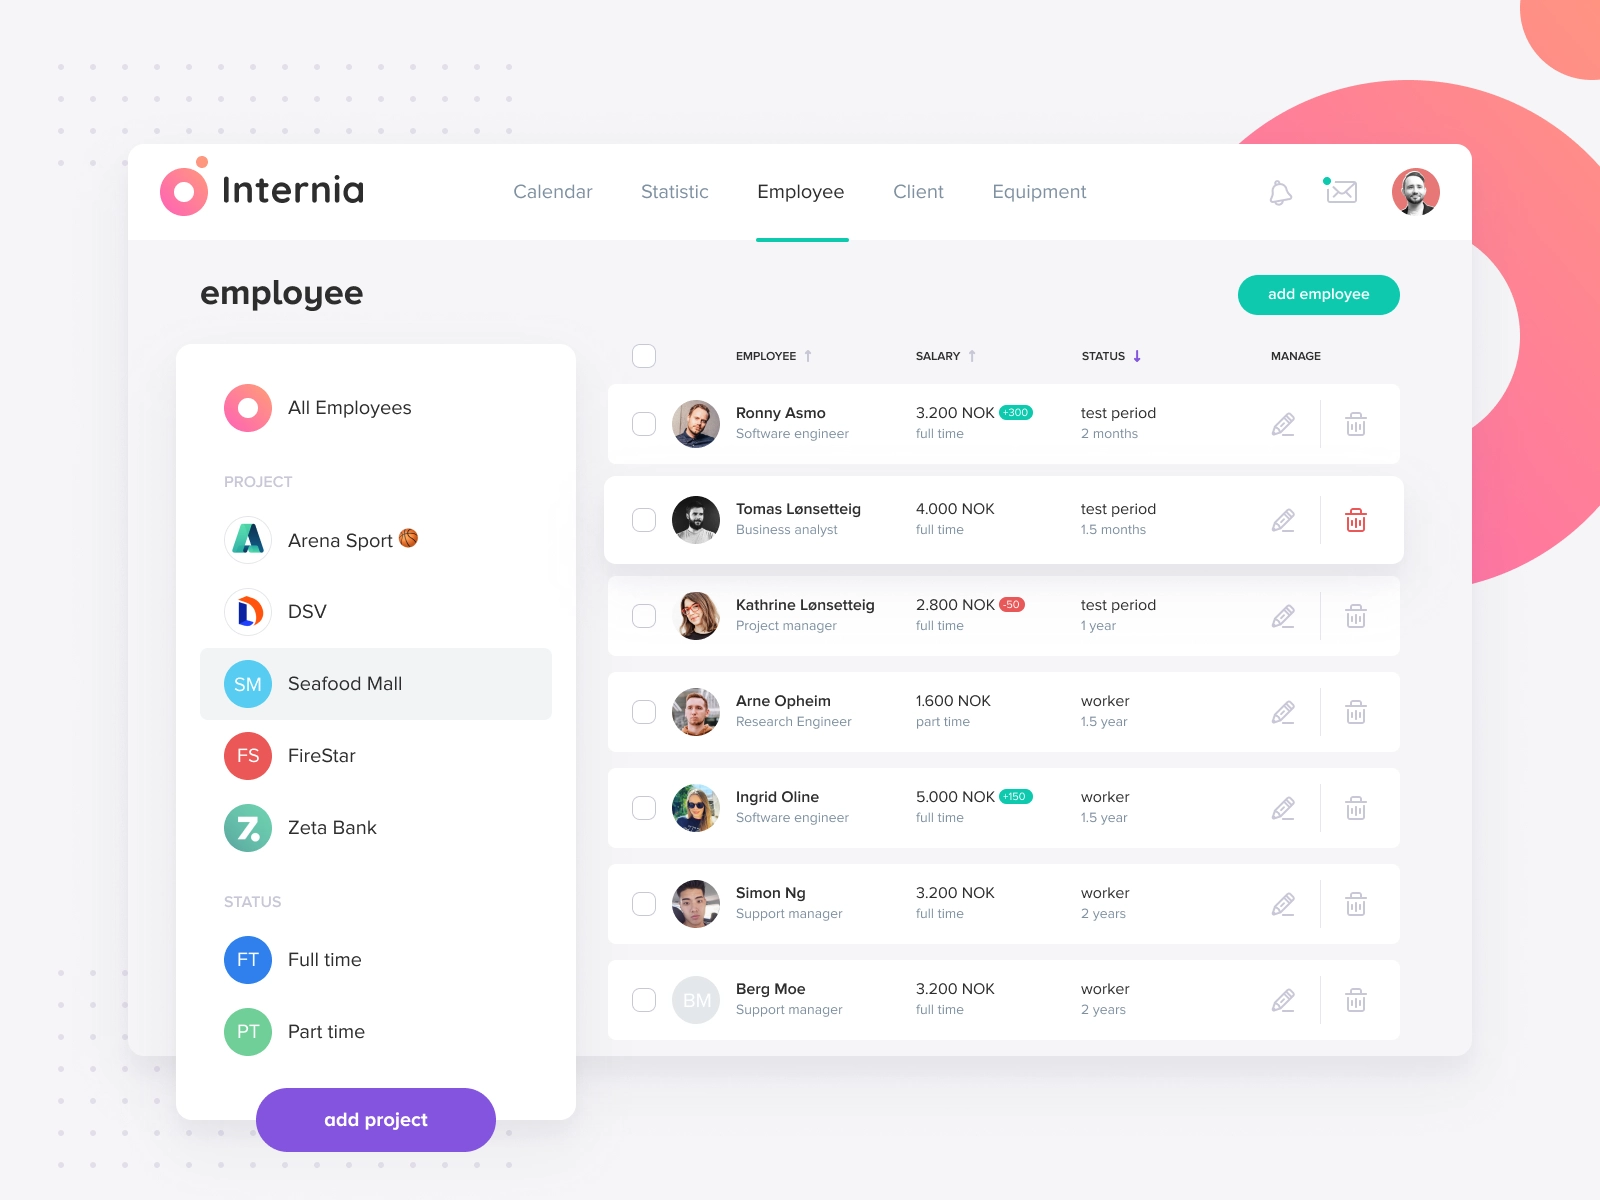 Internia
Calendar
Statistic
Employee
Client
Equipment
employee
add employee
All Employees
PROJECT
Arena Sport
DSV
SM Seafood Mall
FS FireStar
Z. Zeta Bank
STATUS
FT Full time
PT Part time
add project
EMPLOYEE SALARY STATUS MANAGE
Ronny Asmo 3.200 NOK +300 test period
Software engineer full time 2 months
Tomas Lønsetteig 4.000 NOK test period
Business analyst full time 1.5 months
Kathrine Lønsetteig 2.800 NOK -50 test period
Project manager full time 1 year
Arne Opheim 1.600 NOK worker
Research Engineer part time 1.5 year
Ingrid Oline 5.000 NOK +150 worker
Software engineer full time 1.5 year
Simon Ng 3.200 NOK worker
Support manager full time 2 years
BM
Berg Moe 3.200 NOK worker
Support manager full time 2 years